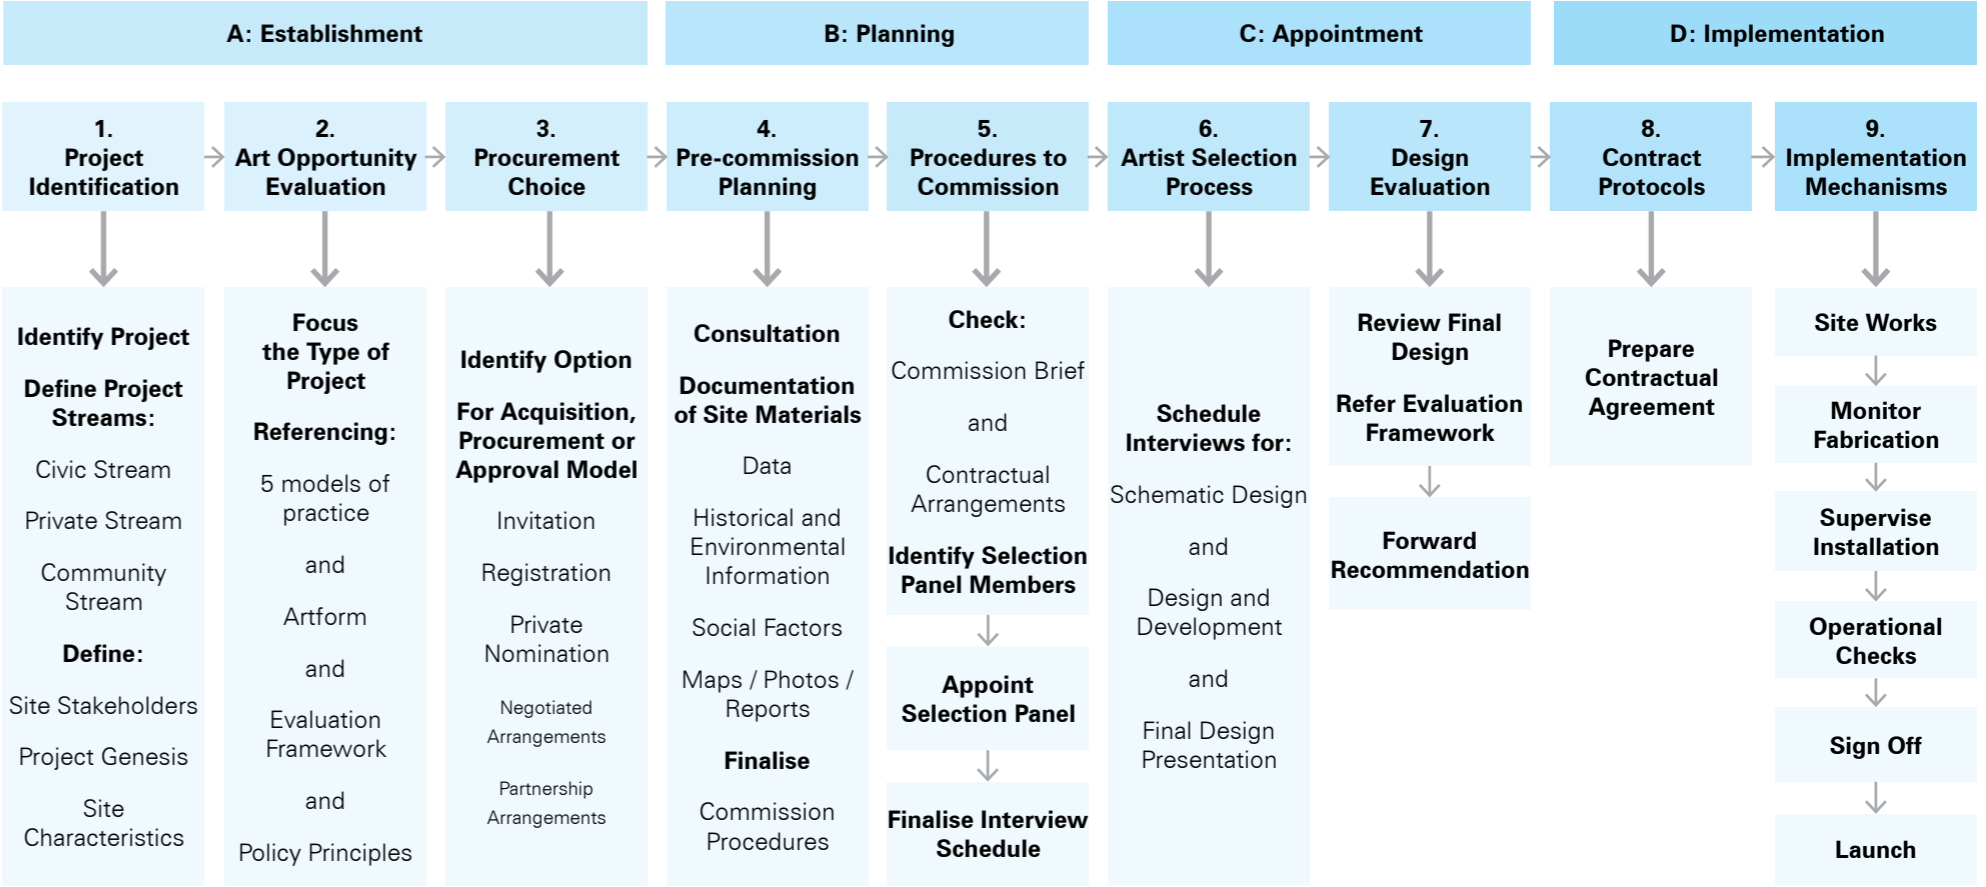 A: Establishment
B: Planning
C: Appointment
D: Implementation
1.
Project
Identification
2.
Art Opportunity
Evaluation
3.
Procurement
Choice
4.
Pre-commission
Planning
5.
Procedures to
Commission
6.
Artist Selection
Process
7.
Design
Evaluation
8.
Contract
Protocols
9.
Implementation
Mechanisms
Identify Project
Define Project
Streams:
Civic Stream
Private Stream
Community
Stream
Define:
Site Stakeholders
Project Genesis
Site
Characteristics
Focus
the Type of
Project
Referencing:
5 models of
practice
and
Artform
and
Evaluation
Framework
and
Policy Principles
Identify Option
For Acquisition,
Procurement or
Approval Model
Invitation
Registration
Private
Nomination
Negotiated
Arrangements
Partnership
Arrangements
Consultation
Documentation
of Site Materials
Data
Historical and
Environmental
Information
Social Factors
Maps / Photos /
Reports
Finalise
Commission
Procedures
Check:
Commission Brief
and
Contractual
Arrangements
Identify Selection
Panel Members
Appoint
Selection Panel
Finalise Interview
Schedule
Schedule
Interviews for:
Schematic Design
and
Design and
Development
and
Final Design
Presentation
Review Final
Design
Refer Evaluation
Framework
Forward
Recommendation
Prepare
Contractual
Agreement
Site Works
Monitor
Fabrication
Supervise
Installation
Operational
Checks
Sign Off
Launch